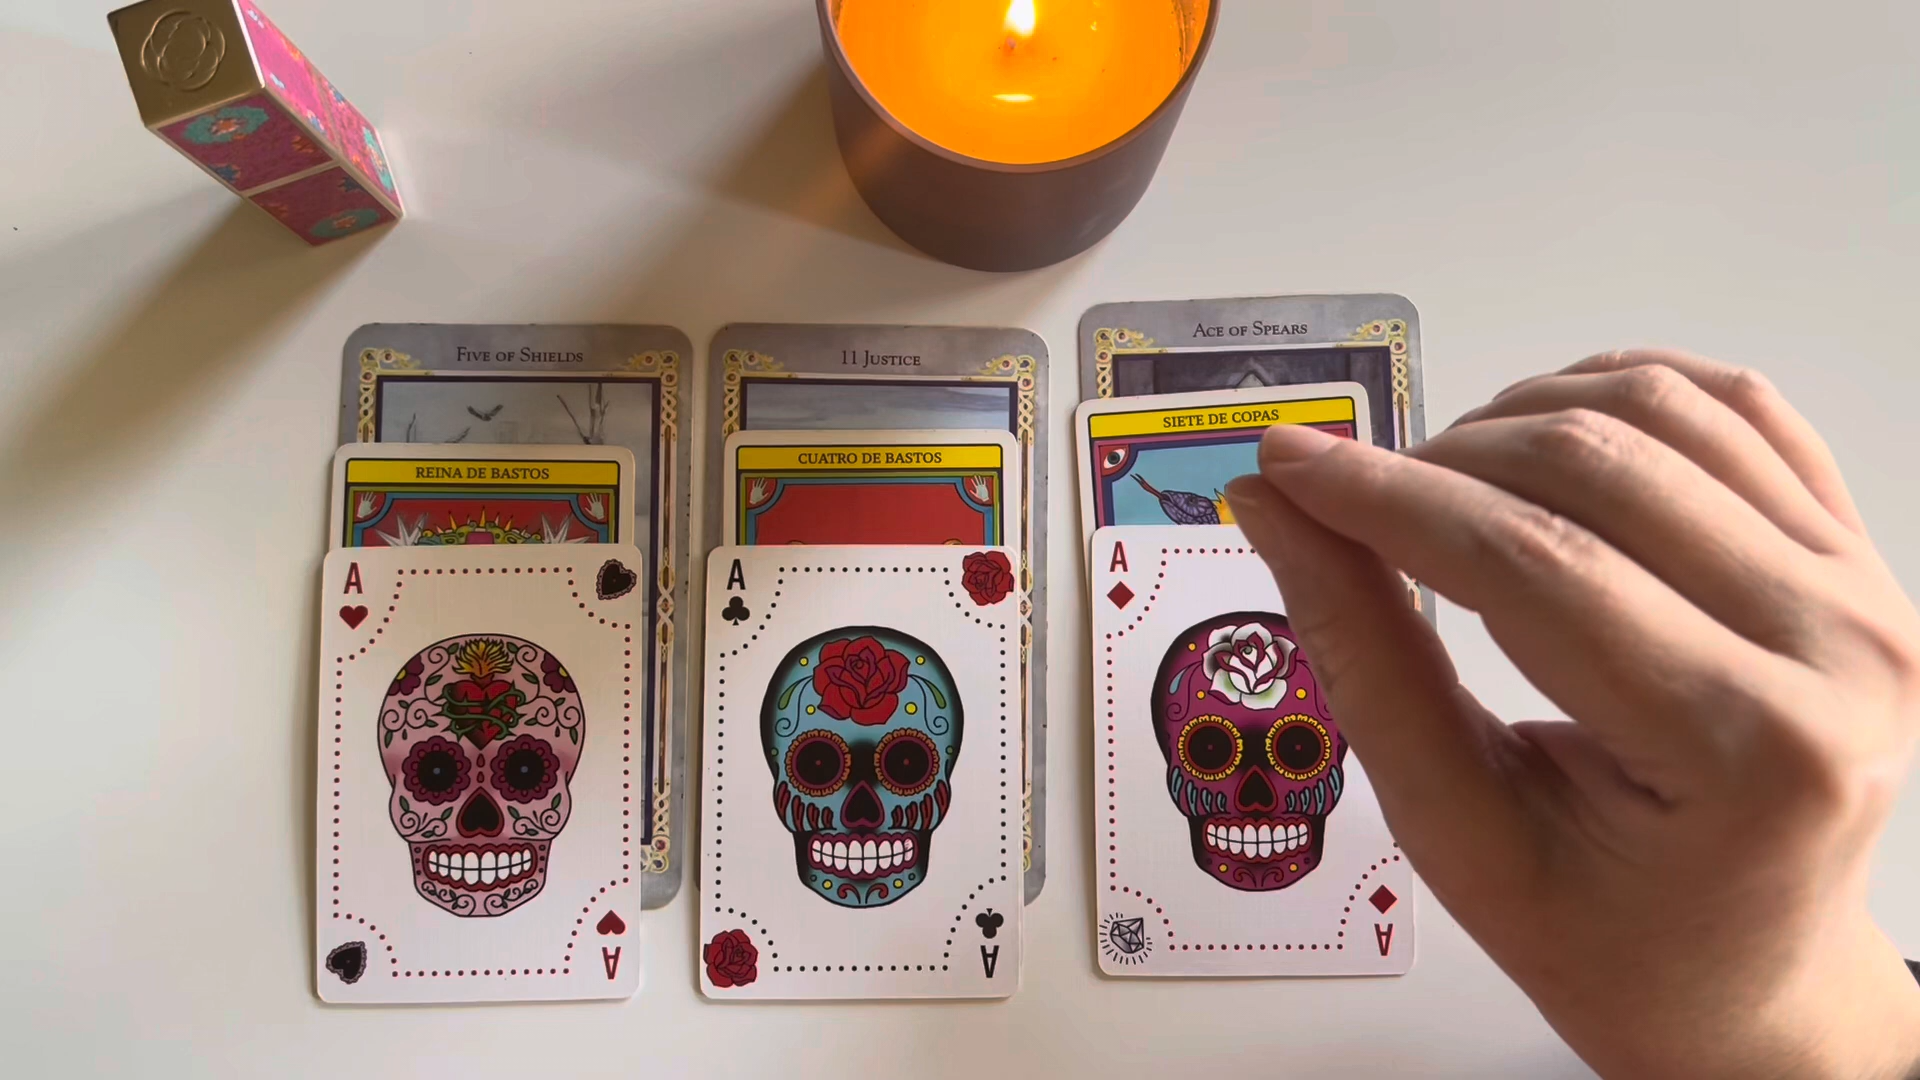 Five of Shields
11 Justice
Ace of Spears
REINA DE BASTOS
CUATRO DE BASTOS
SIETE DE COPAS
A
A
A
A
A
A